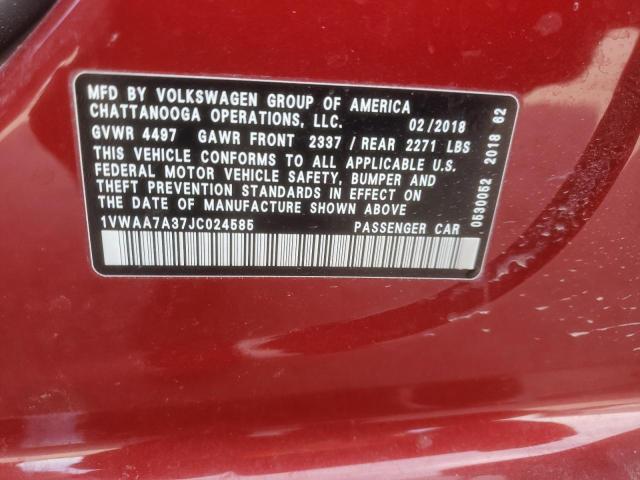 MFD BY VOLKSWAGEN GROUP OF AMERICA
CHATTANOOGA OPERATIONS, LLC. 02/2018
GVWR 4497 GAWR FRONT 2337 / REAR 2271 LBS
THIS VEHICLE CONFORMS TO ALL APPLICABLE U.S.
FEDERAL MOTOR VEHICLE SAFETY, BUMPER AND
THEFT PREVENTION STANDARDS IN EFFECT ON
THE DATE OF MANUFACTURE SHOWN ABOVE
1VWAA7A37JC024585 PASSENGER CAR
0530052 2018 62